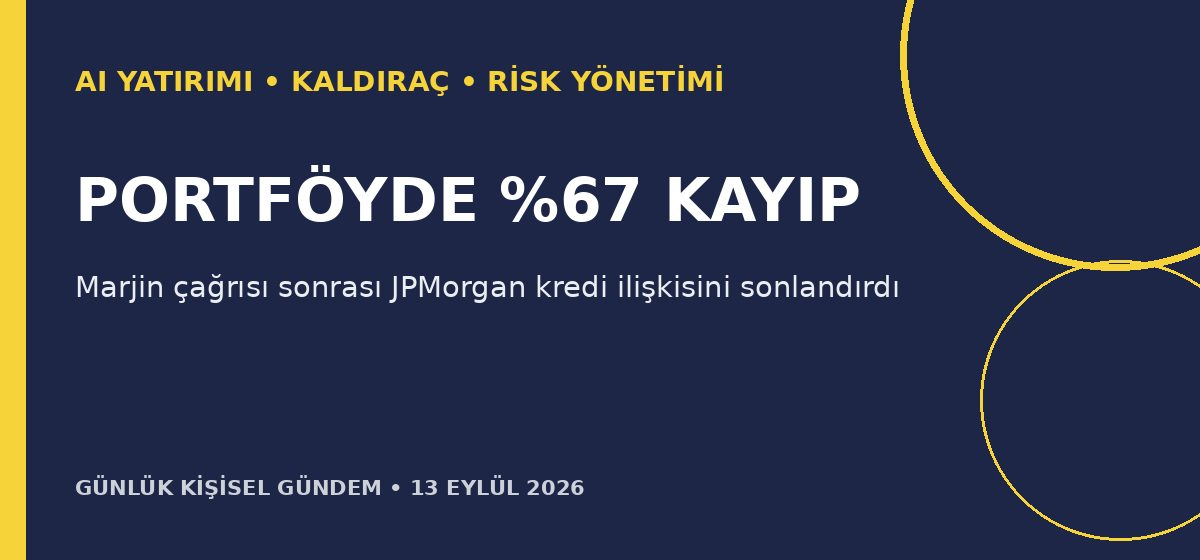 AI YATIRIMI • KALDIRAÇ • RİSK YÖNETİMİ
PORTFÖYDE %67 KAYIP
Marjin çağrısı sonrası JPMorgan kredi ilişkisini sonlandırdı
GÜNLÜK KİŞİSEL GÜNDEM • 13 EYLÜL 2026